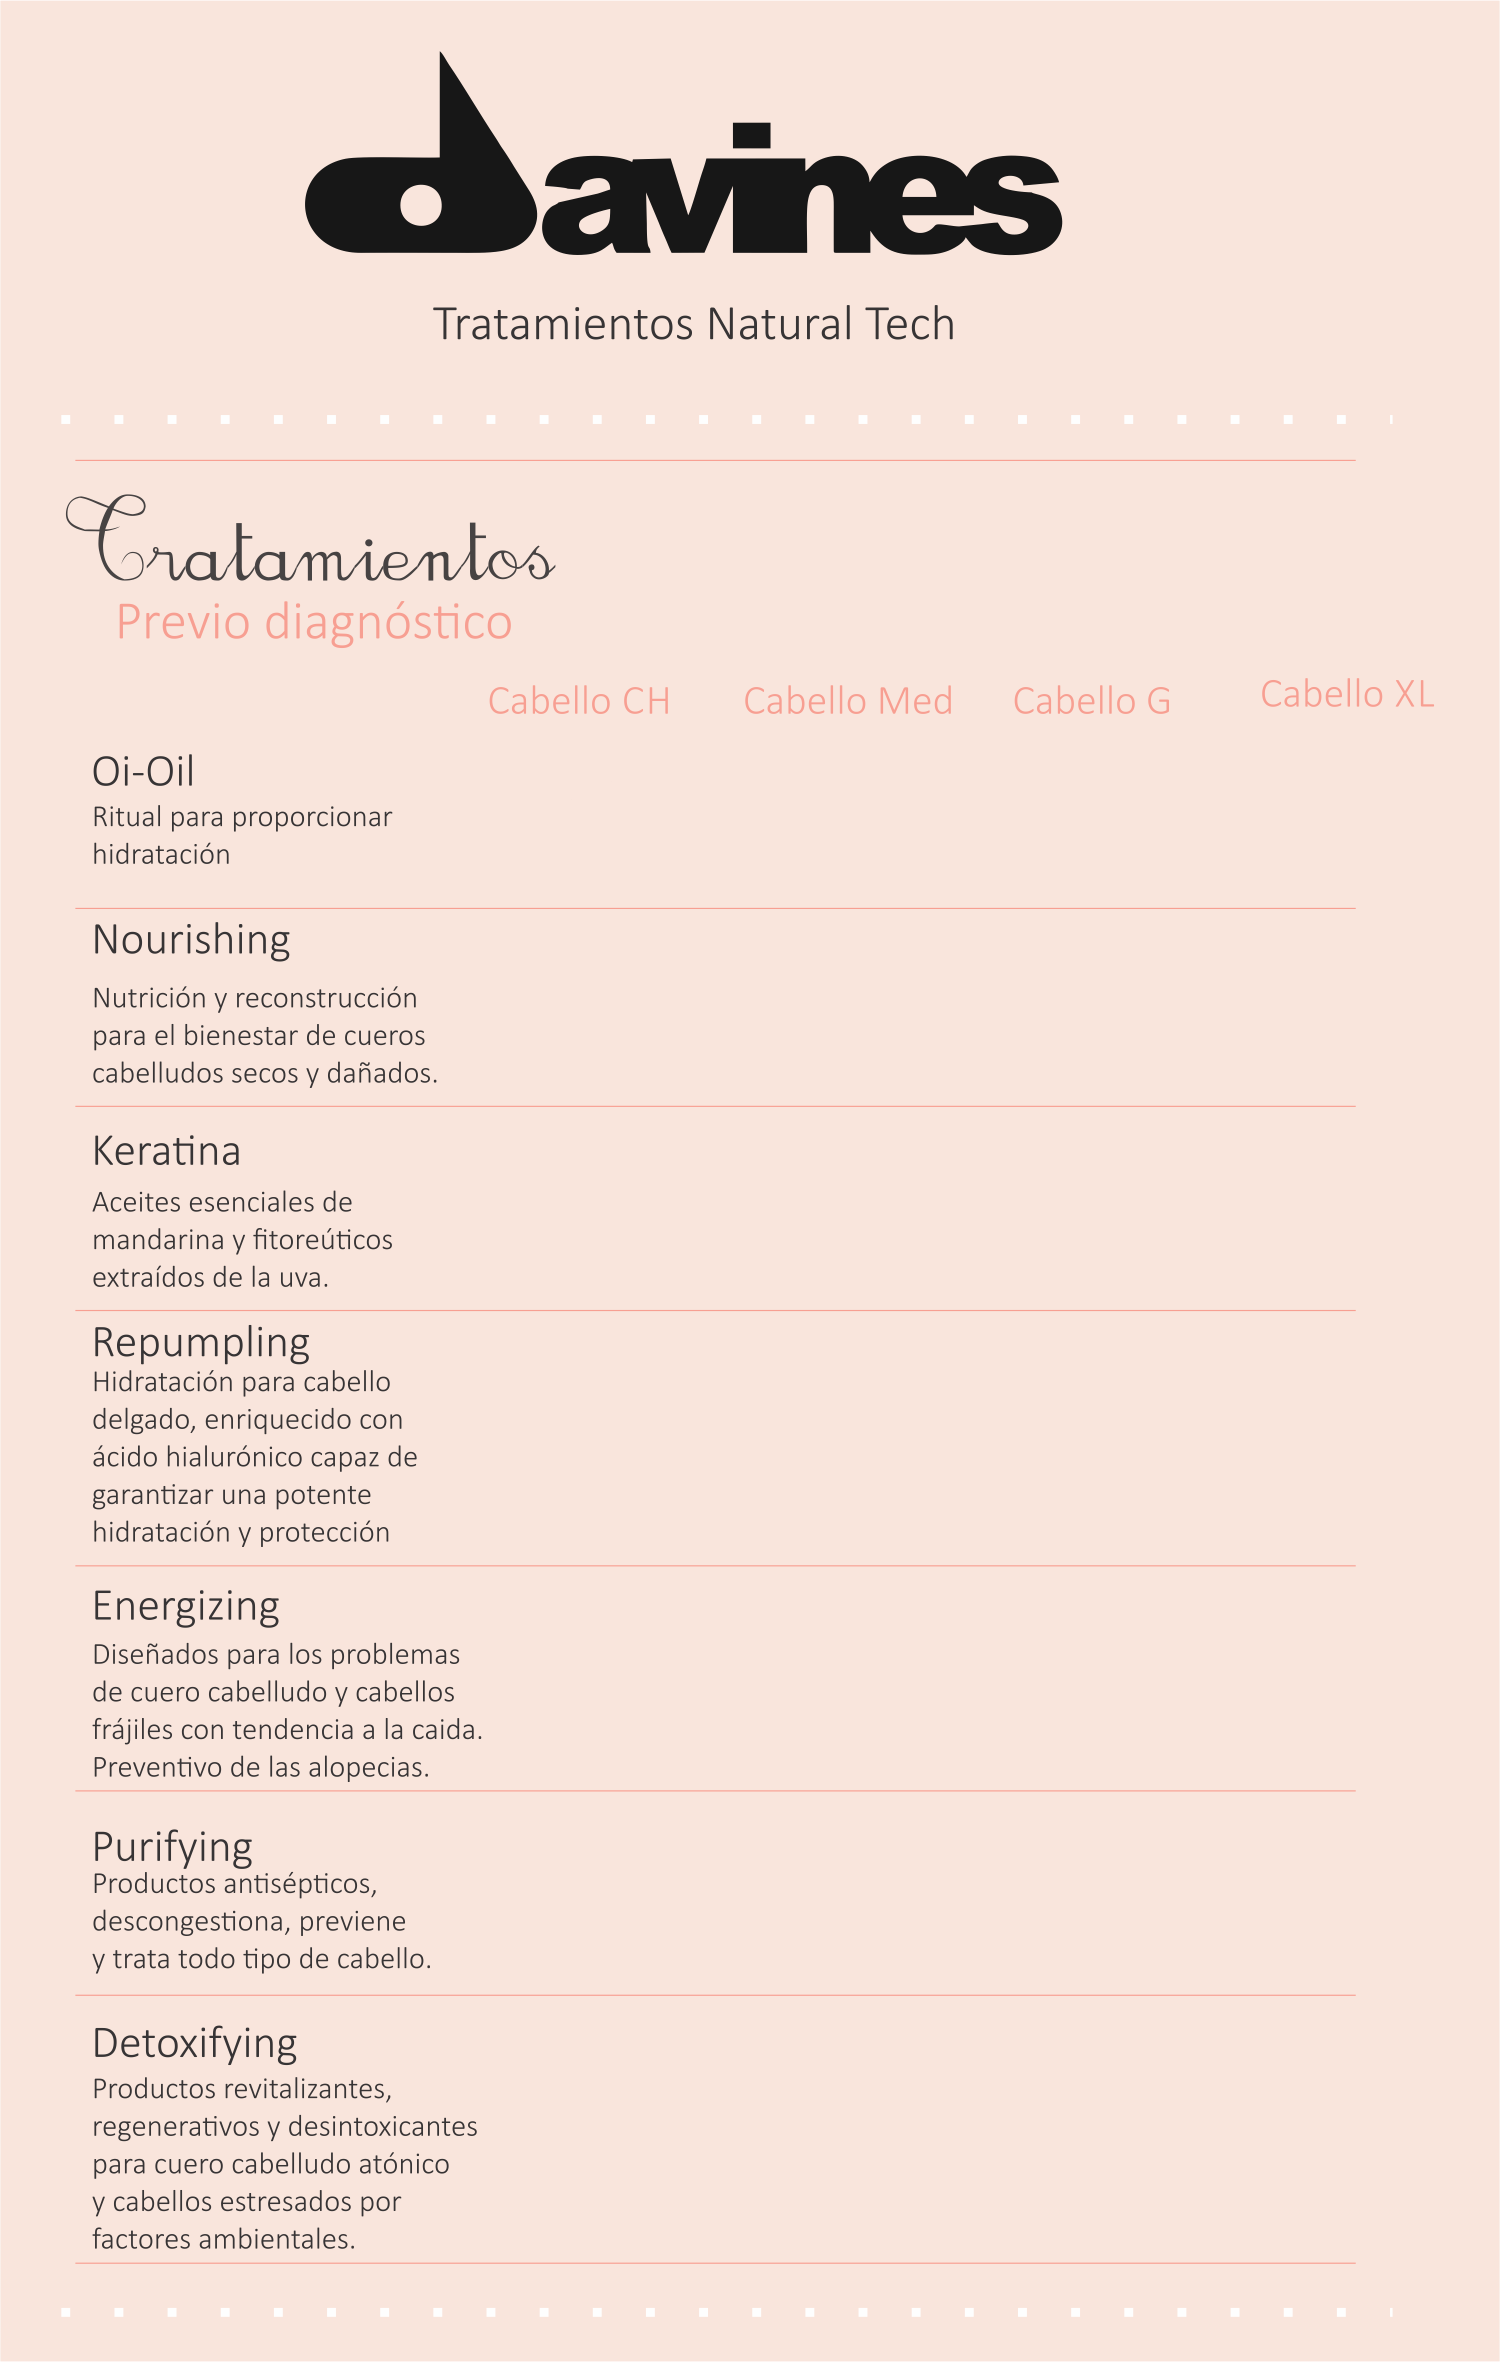 davines
Tratamientos Natural Tech
Tratamientos
Previo diagnóstico
Cabello CH Cabello Med Cabello G Cabello XL
Oi-Oil
Ritual para proporcionar
hidratación
Nourishing
Nutrición y reconstrucción
para el bienestar de cueros
cabelludos secos y dañados.
Keratina
Aceites esenciales de
mandarina y fitoreúticos
extraídos de la uva.
Repumpling
Hidratación para cabello
delgado, enriquecido con
ácido hialurónico capaz de
garantizar una potente
hidratación y protección
Energizing
Diseñados para los problemas
de cuero cabelludo y cabellos
frájiles con tendencia a la caida.
Preventivo de las alopecias.
Purifying
Productos antisépticos,
descongestiona, previene
y trata todo tipo de cabello.
Detoxifying
Productos revitalizantes,
regenerativos y desintoxicantes
para cuero cabelludo atónico
y cabellos estresados por
factores ambientales.